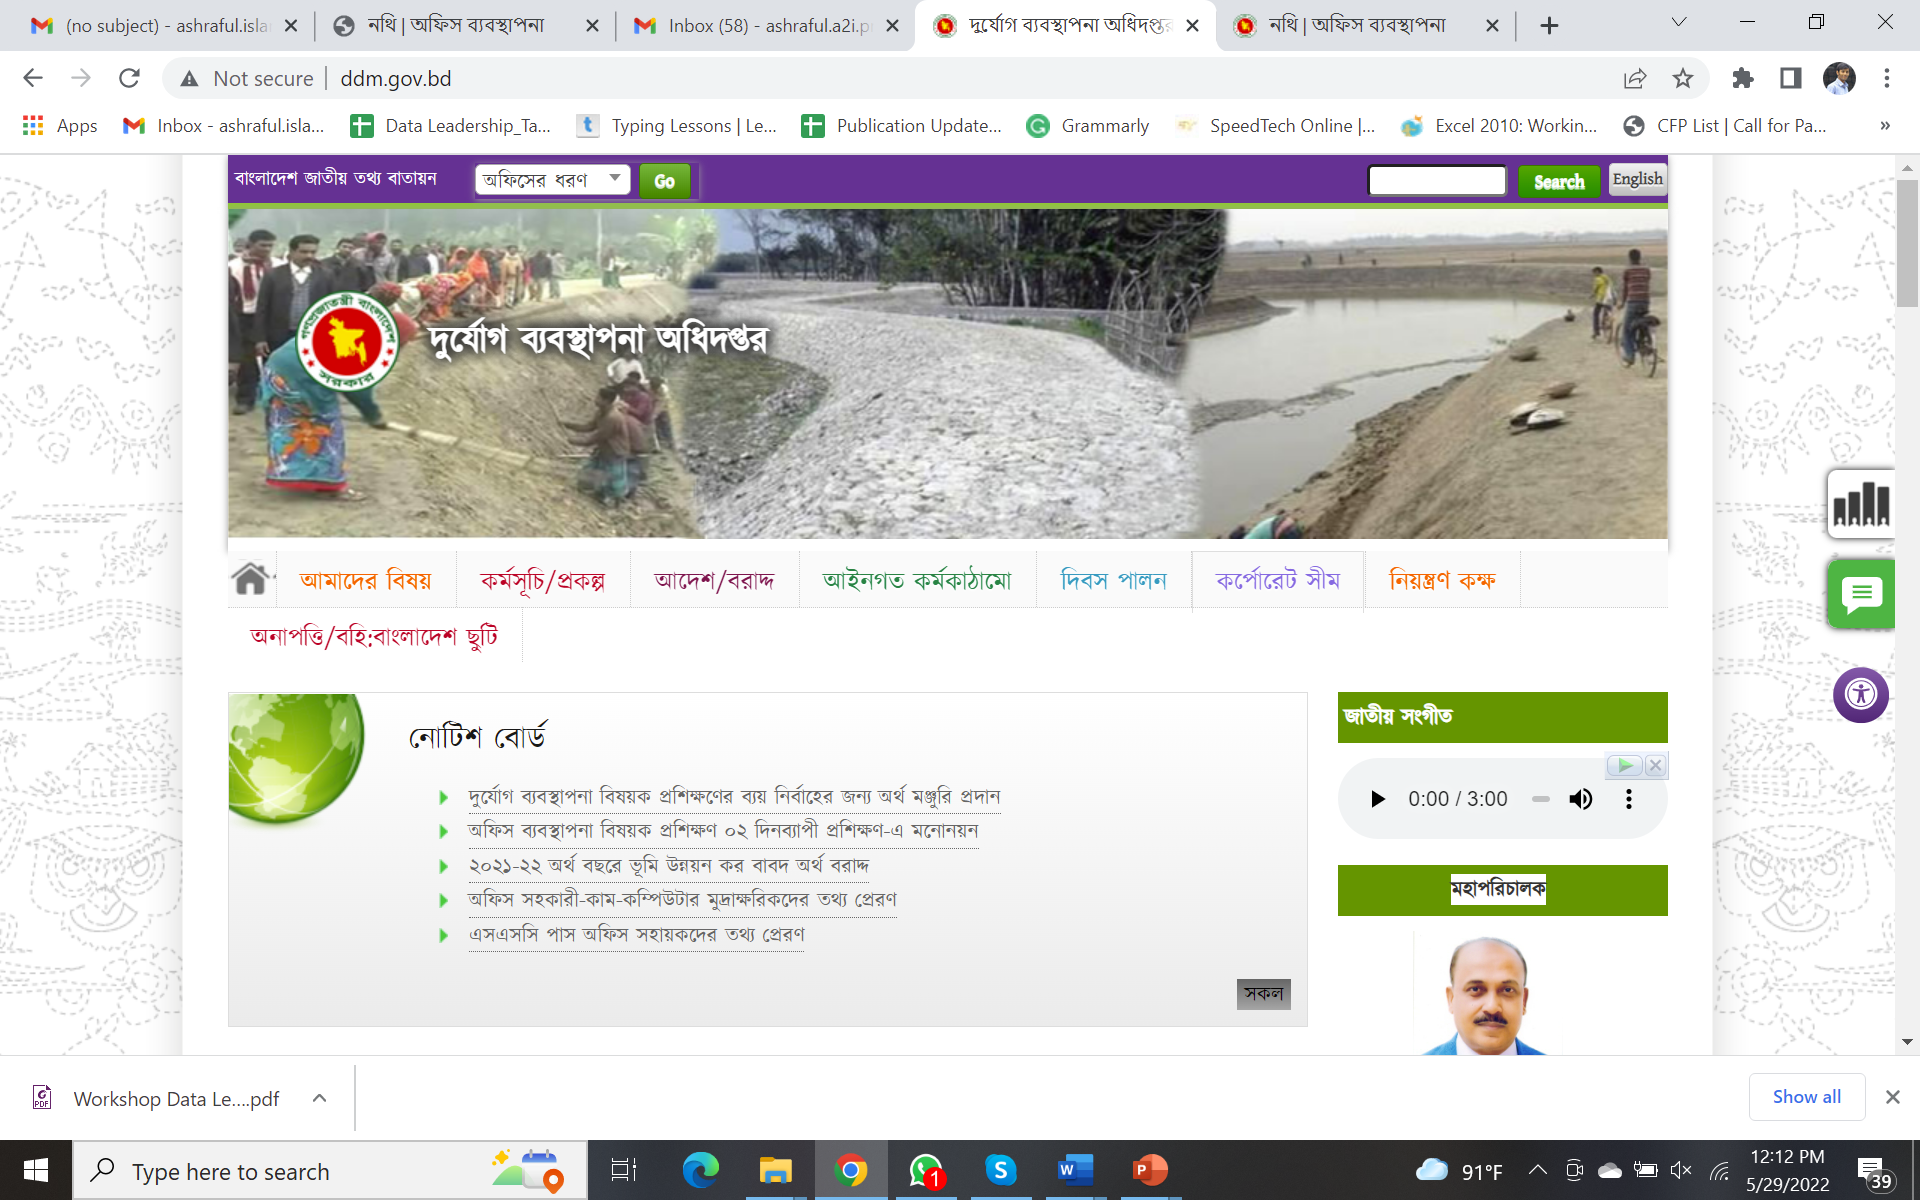 (no subject) - ashraful.isla
নথি | অফিস ব্যবস্থাপনা
Inbox (58) - ashraful.a2i.p
দুর্যোগ ব্যবস্থাপনা অধিদপ্তর
নথি | অফিস ব্যবস্থাপনা
Not secure | ddm.gov.bd
Apps
Inbox - ashraful.isla...
Data Leadership_Ta...
Typing Lessons | Le...
Publication Update...
Grammarly
SpeedTech Online |...
Excel 2010: Workin...
CFP List | Call for Pa...
»
বাংলাদেশ জাতীয় তথ্য বাতায়ন
অফিসের ধরণ
Go
Search
English
গণপ্রজাতন্ত্রী বাংলাদেশ
সরকার
দুর্যোগ ব্যবস্থাপনা অধিদপ্তর
আমাদের বিষয়
কর্মসূচি/প্রকল্প
আদেশ/বরাদ্দ
আইনগত কর্মকাঠামো
দিবস পালন
কর্পোরেট সীম
নিয়ন্ত্রণ কক্ষ
অনাপত্তি/বহি:বাংলাদেশ ছুটি
নোটিশ বোর্ড
দুর্যোগ ব্যবস্থাপনা বিষয়ক প্রশিক্ষণের ব্যয় নির্বাহের জন্য অর্থ মঞ্জুরি প্রদান
অফিস ব্যবস্থাপনা বিষয়ক প্রশিক্ষণ ০২ দিনব্যাপী প্রশিক্ষণ-এ মনোনয়ন
২০২১-২২ অর্থ বছরে ভূমি উন্নয়ন কর বাবদ অর্থ বরাদ্দ
অফিস সহকারী-কাম-কম্পিউটার মুদ্রাক্ষরিকদের তথ্য প্রেরণ
এসএসসি পাস অফিস সহায়কদের তথ্য প্রেরণ
সকল
জাতীয় সংগীত
0:00 / 3:00
মহাপরিচালক
Workshop Data Le....pdf
Show all
Type here to search
1
91°F
12:12 PM
5/29/2022
39